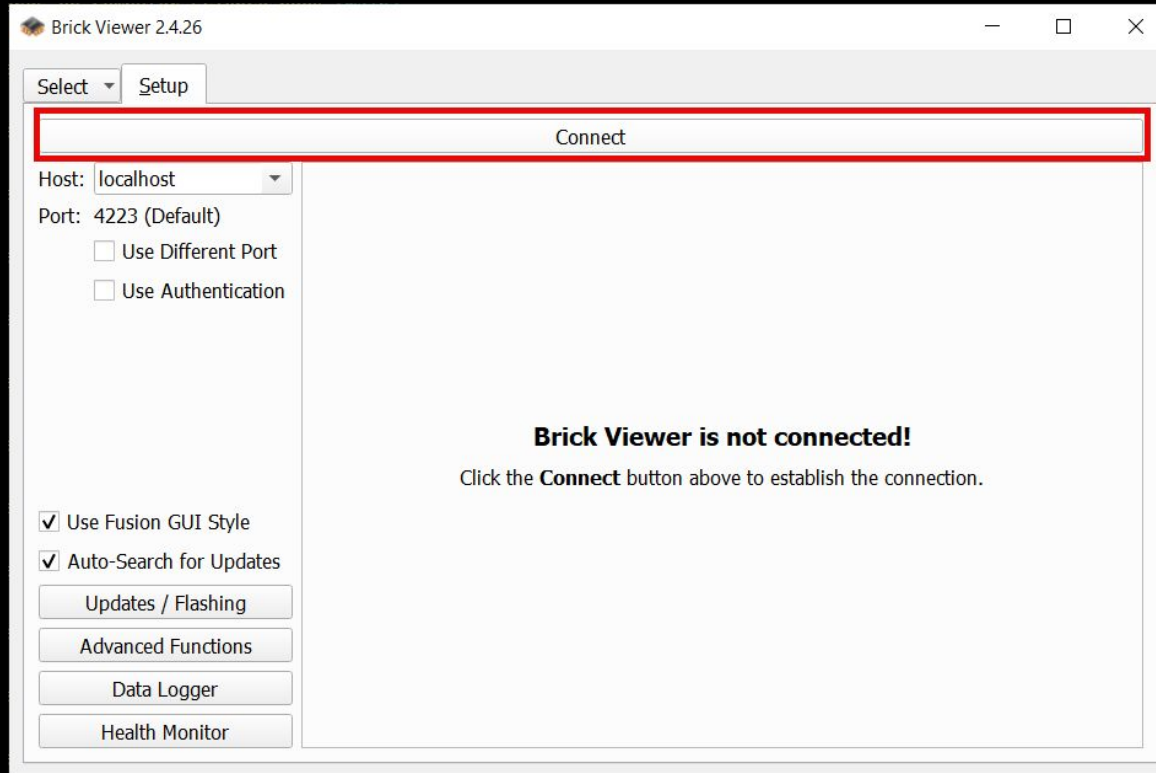 Brick Viewer 2.4.26
Select Setup
Connect
Host: localhost
Port: 4223 (Default)
Use Different Port
Use Authentication
Brick Viewer is not connected!
Click the Connect button above to establish the connection.
Use Fusion GUI Style
Auto-Search for Updates
Updates / Flashing
Advanced Functions
Data Logger
Health Monitor